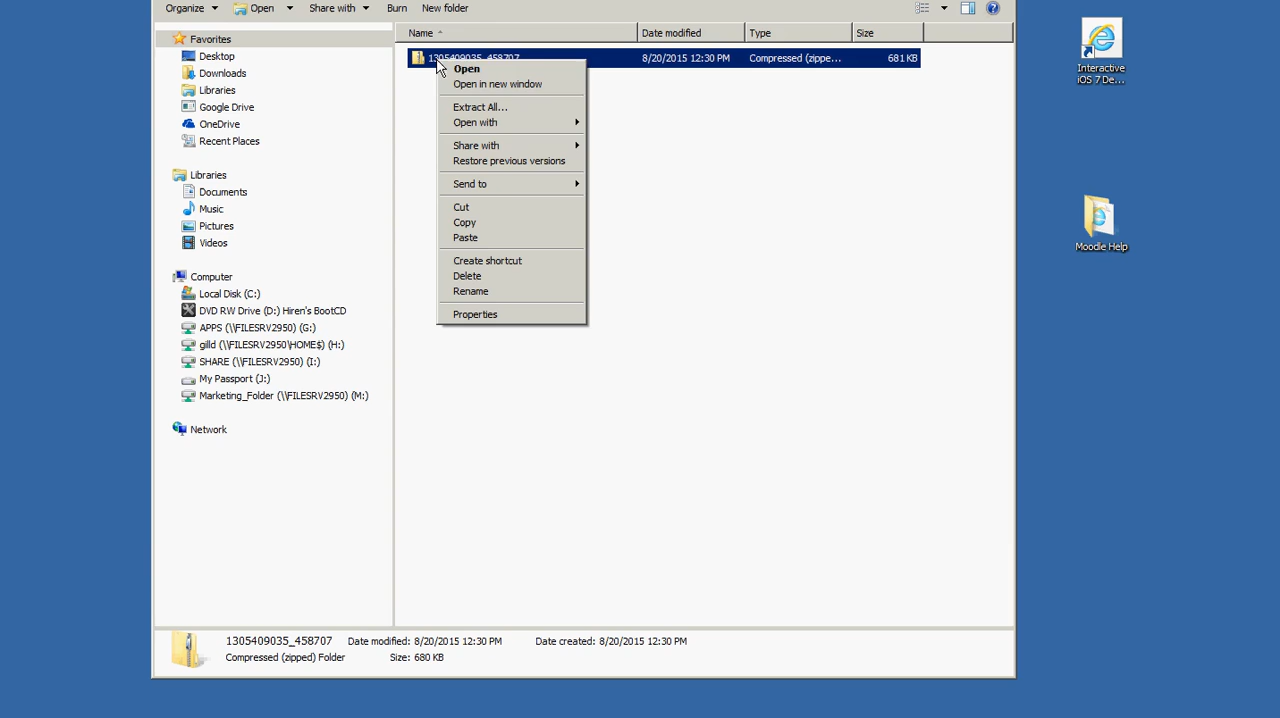 Organize Open Share with Burn New folder
Name Date modified Type Size
1305409035_458707 8/20/2015 12:30 PM Compressed (zippe... 681 KB
Favorites
Desktop
Downloads
Libraries
Google Drive
OneDrive
Recent Places
Libraries
Documents
Music
Pictures
Videos
Computer
Local Disk (C:)
DVD RW Drive (D:) Hiren's BootCD
APPS (\\FILESRV2950) (G:)
gilld (\\FILESRV2950\HOME$) (H:)
SHARE (\\FILESRV2950) (I:)
My Passport (J:)
Marketing_Folder (\\FILESRV2950) (M:)
Network
Open
Open in new window
Extract All...
Open with
Share with
Restore previous versions
Send to
Cut
Copy
Paste
Create shortcut
Delete
Rename
Properties
Interactive
iOS 7 De...
Moodle Help
1305409035_458707 Date modified: 8/20/2015 12:30 PM Date created: 8/20/2015 12:30 PM
Compressed (zipped) Folder Size: 680 KB